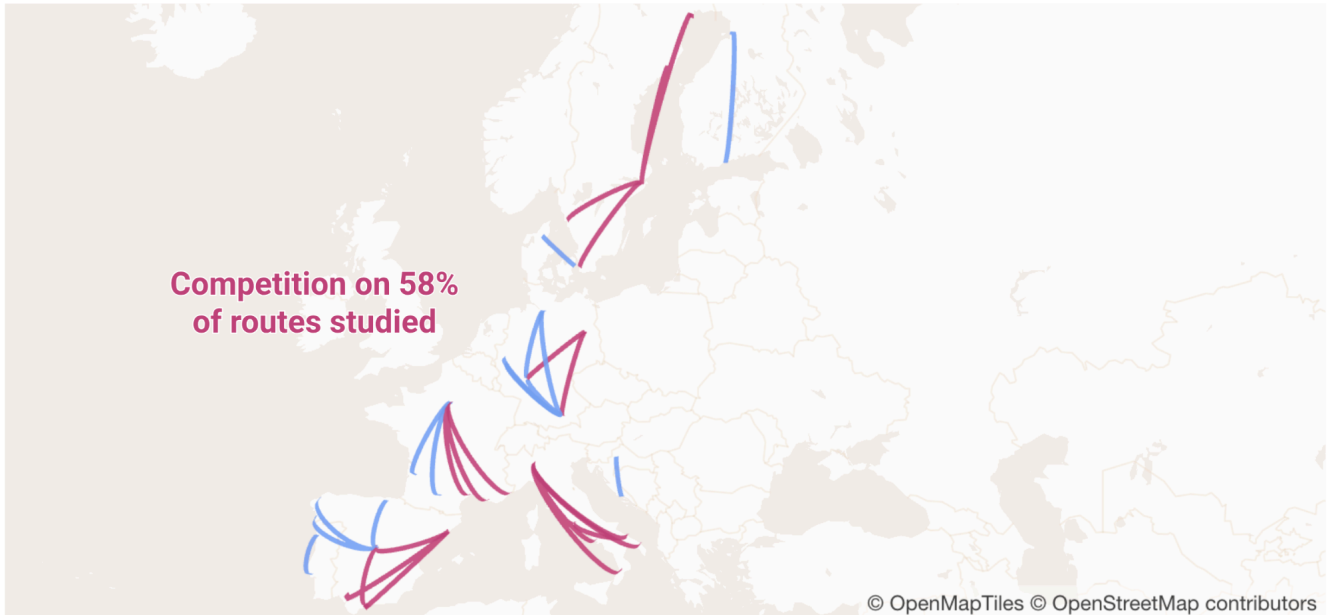 Competition on 58%
of routes studied
© OpenMapTiles © OpenStreetMap contributors